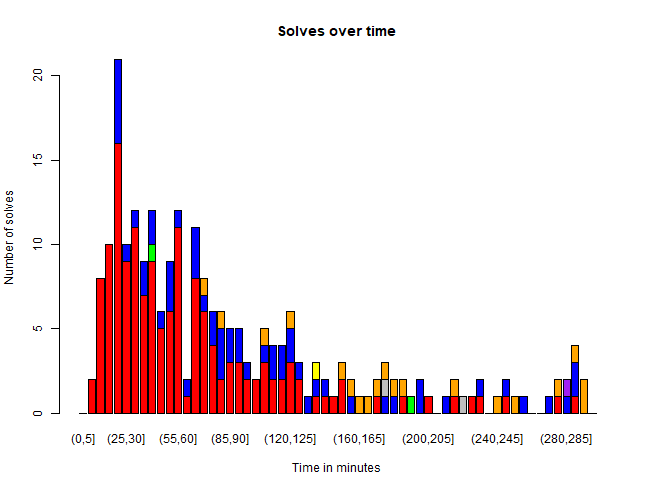 Solves over time
Number of solves
20
15
10
5
0
(0,5] (25,30] (55,60] (85,90] (120,125] (160,165] (200,205] (240,245] (280,285]
Time in minutes